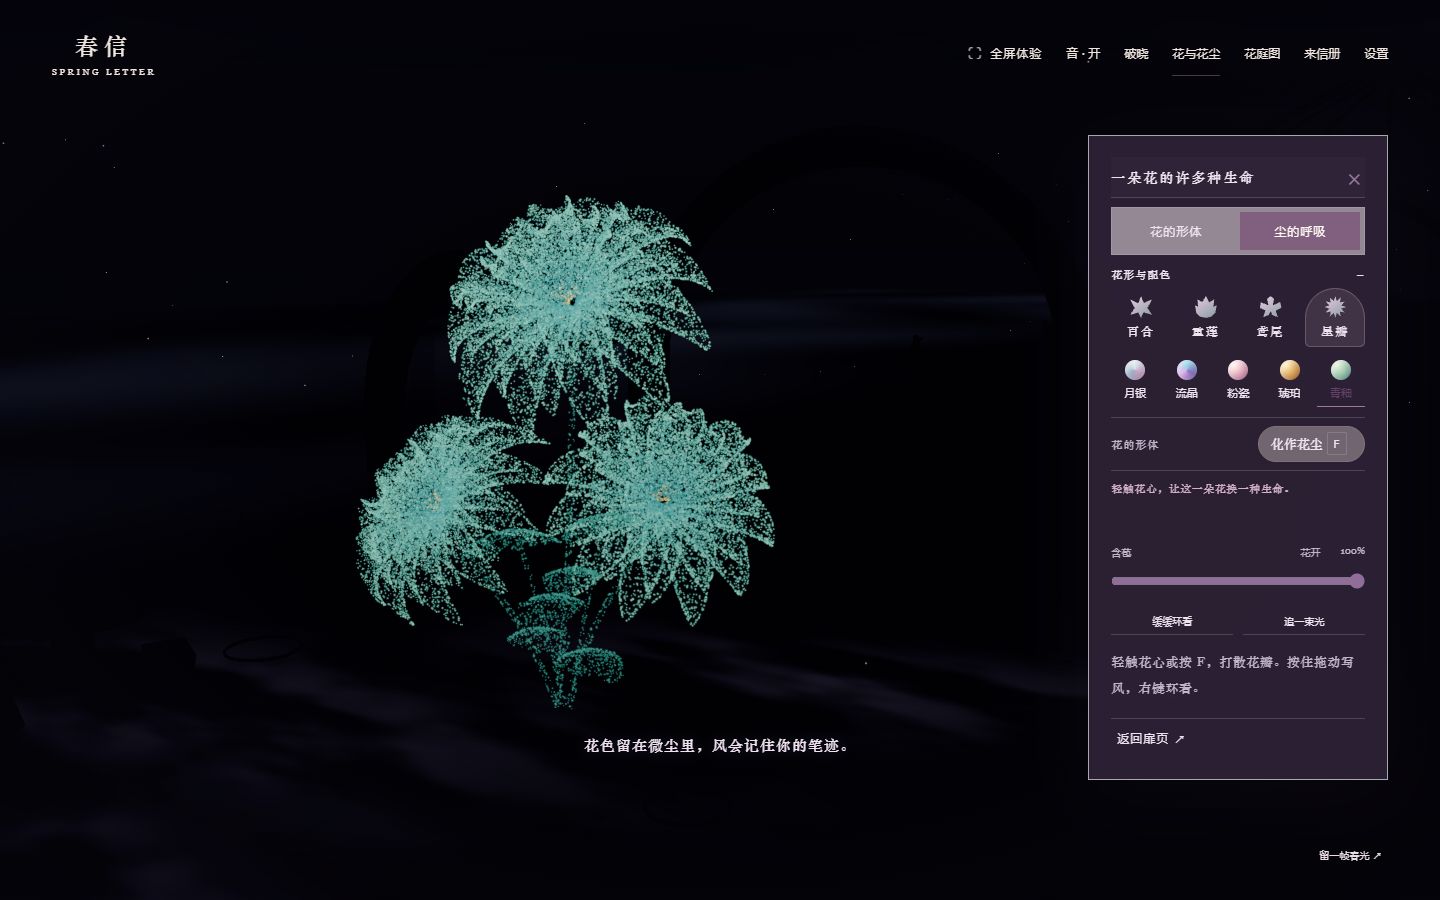 春信
SPRING LETTER
全屏体验 音·开 破晓 花与花尘 花庭图 来信册 设置
一朵花的许多种生命 ×
花的形体 尘的呼吸
花形与配色 −
百合 重莲 鸢尾 星瓣
月银 流晶 粉瓷 琥珀 青釉
花的形体 化作花尘 F
轻触花心，让这一朵花换一种生命。
含苞 花开 100%
缓缓环看 追一束光
轻触花心或按 F，打散花瓣。按住拖动写
风，右键环看。
返回扉页 ↗
花色留在微尘里，风会记住你的笔迹。
留一帧春光 ↗